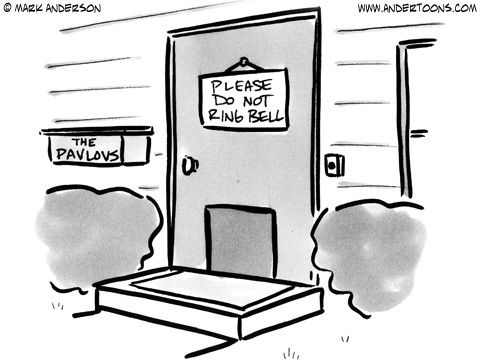 © MARK ANDERSON
WWW.ANDERTOONS.COM
PLEASE
DO NOT
RING BELL
THE
PAVLOVS